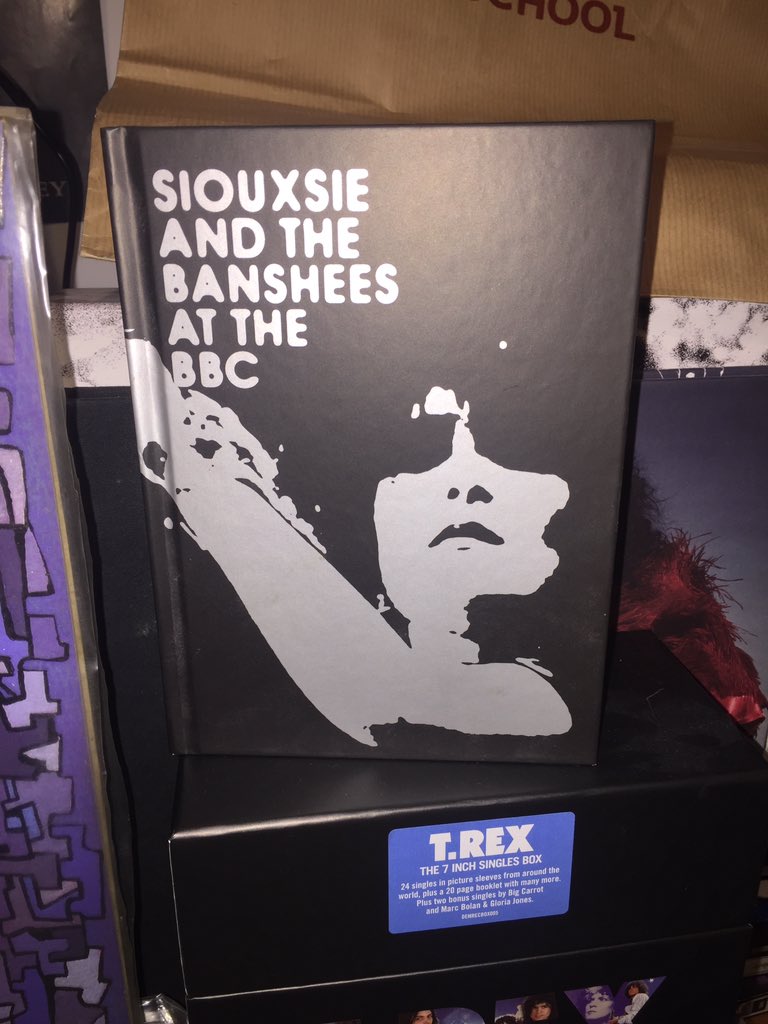 CHOOL
EY
SIOUXSIE
AND THE
BANSHEES
AT THE
BBC
T.REX
THE 7 INCH SINGLES BOX
24 singles in picture sleeves from around the
world, plus a 20 page booklet with many more.
Plus two bonus singles by Big Carrot
and Marc Bolan & Gloria Jones.
DEMRECBOX005